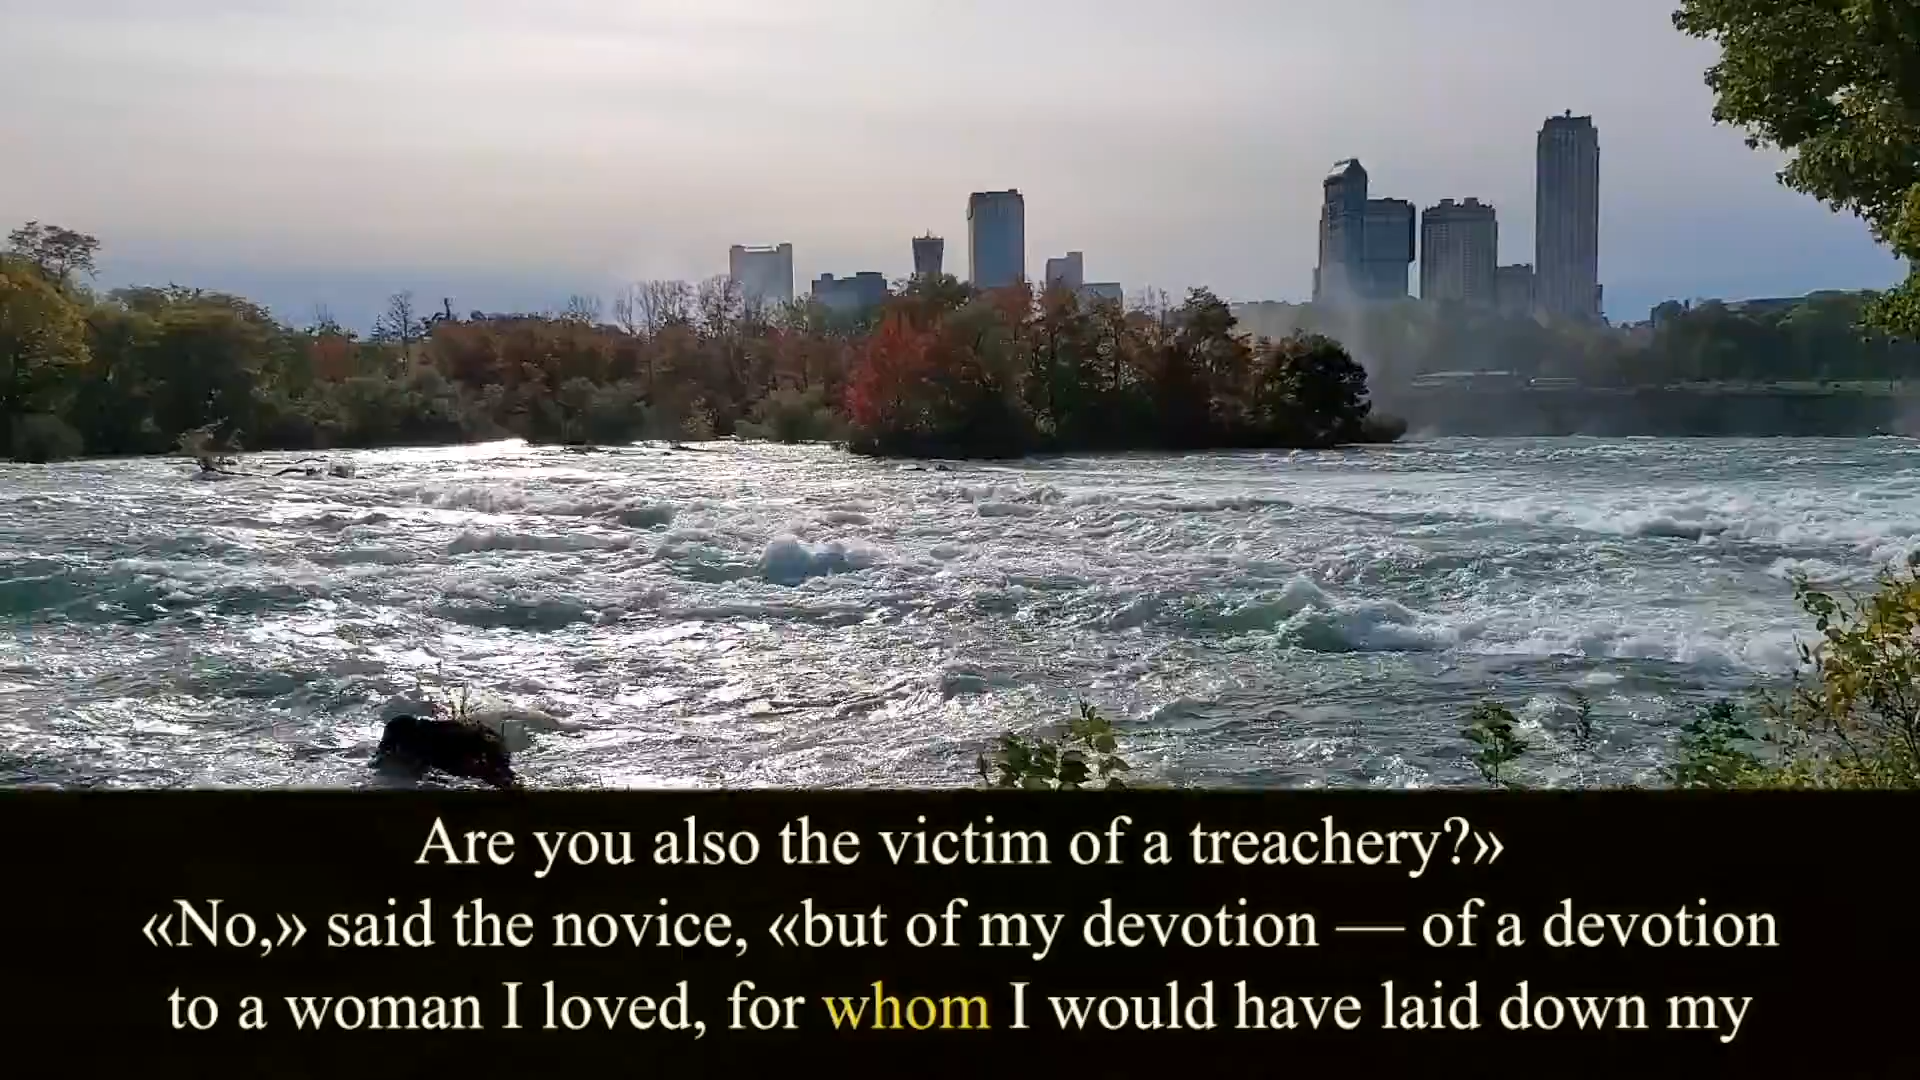 Are you also the victim of a treachery?»
«No,» said the novice, «but of my devotion — of a devotion
to a woman I loved, for whom I would have laid down my